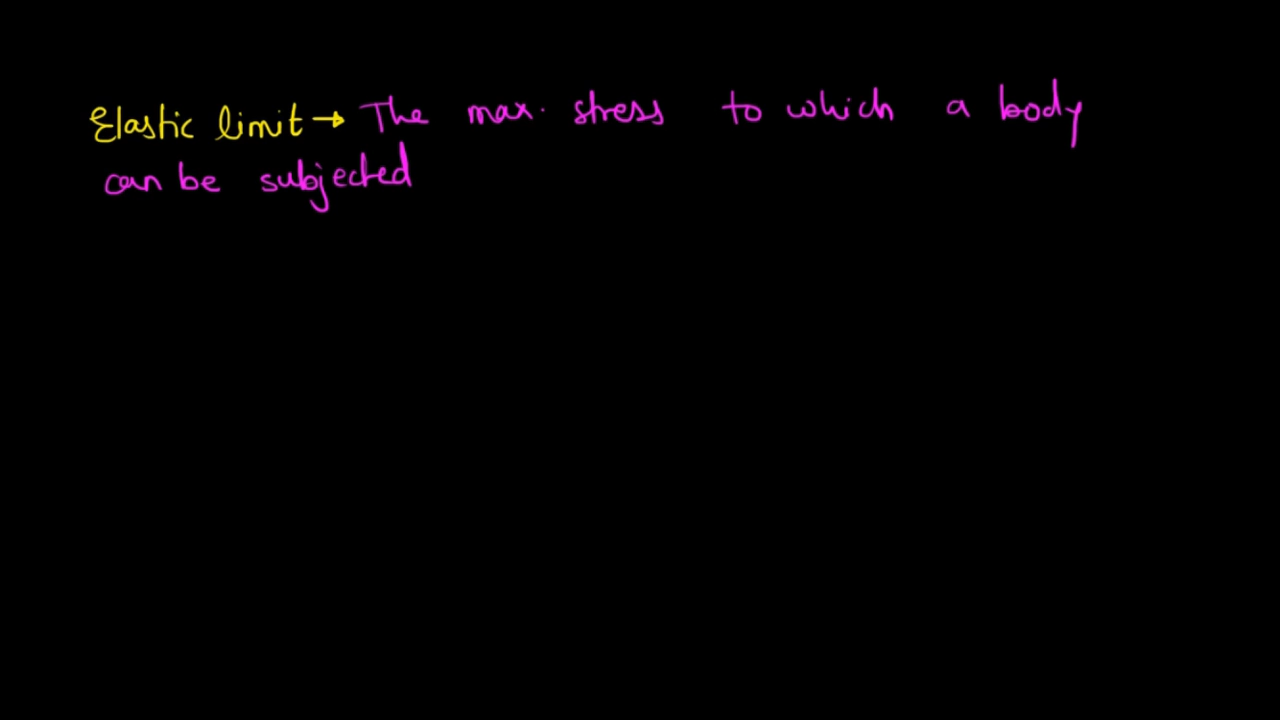 Elastic limit → The max. stress to which a body
can be subjected